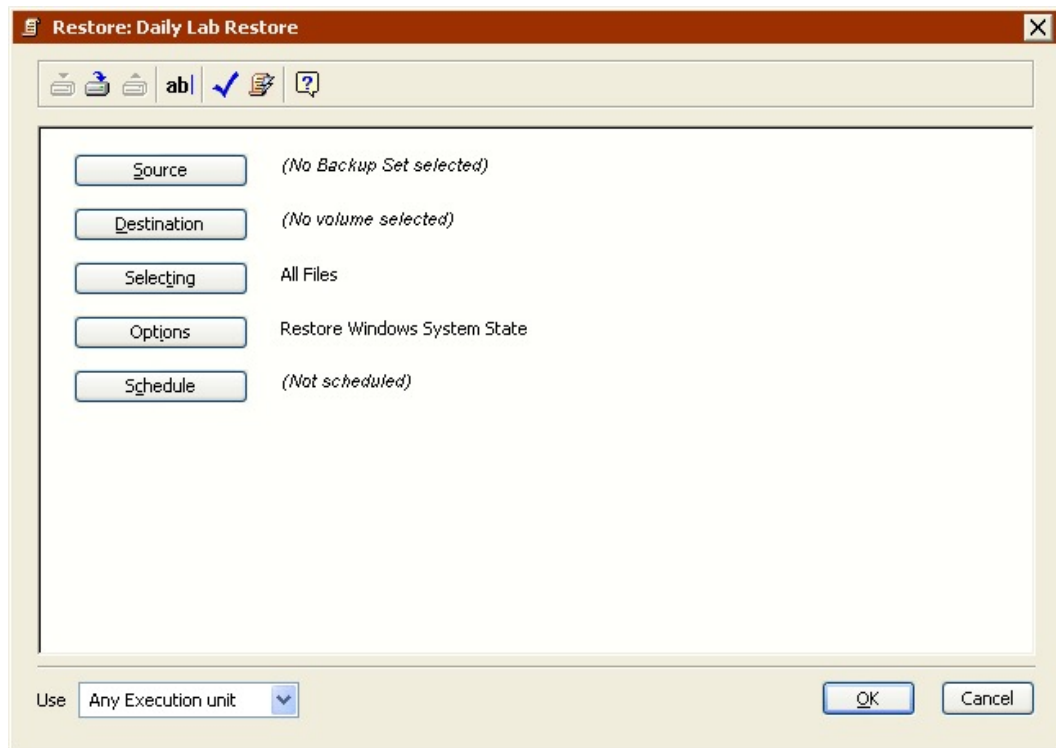 Restore: Daily Lab Restore
ab
?
Source (No Backup Set selected)
Destination (No volume selected)
Selecting All Files
Options Restore Windows System State
Schedule (Not scheduled)
Use Any Execution unit OK Cancel